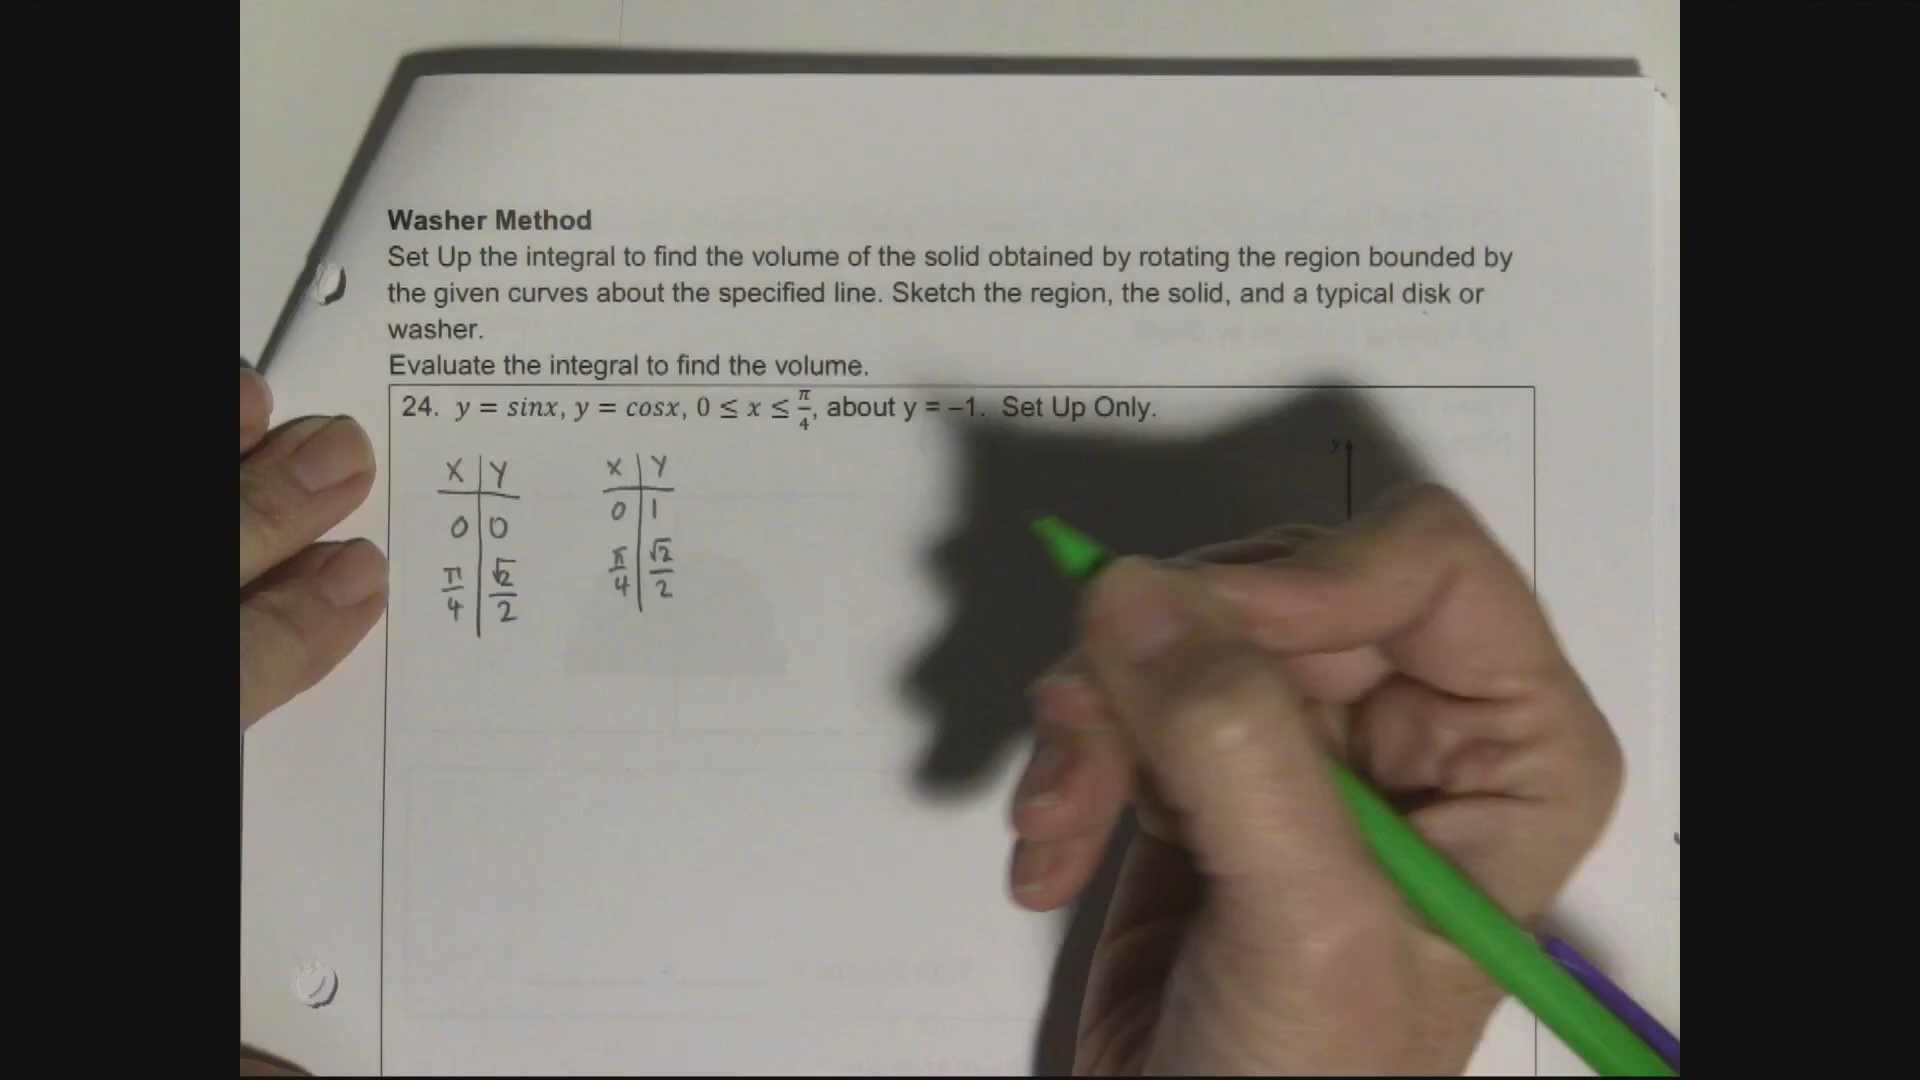 Washer Method
Set Up the integral to find the volume of the solid obtained by rotating the region bounded by
the given curves about the specified line. Sketch the region, the solid, and a typical disk or
washer.
Evaluate the integral to find the volume.
24. y = sinx, y = cosx, 0 ≤ x ≤ π/4, about y = –1. Set Up Only.
X | Y
0 | 0
π/4 | √2/2
X | Y
0 | 1
π/4 | √2/2
y